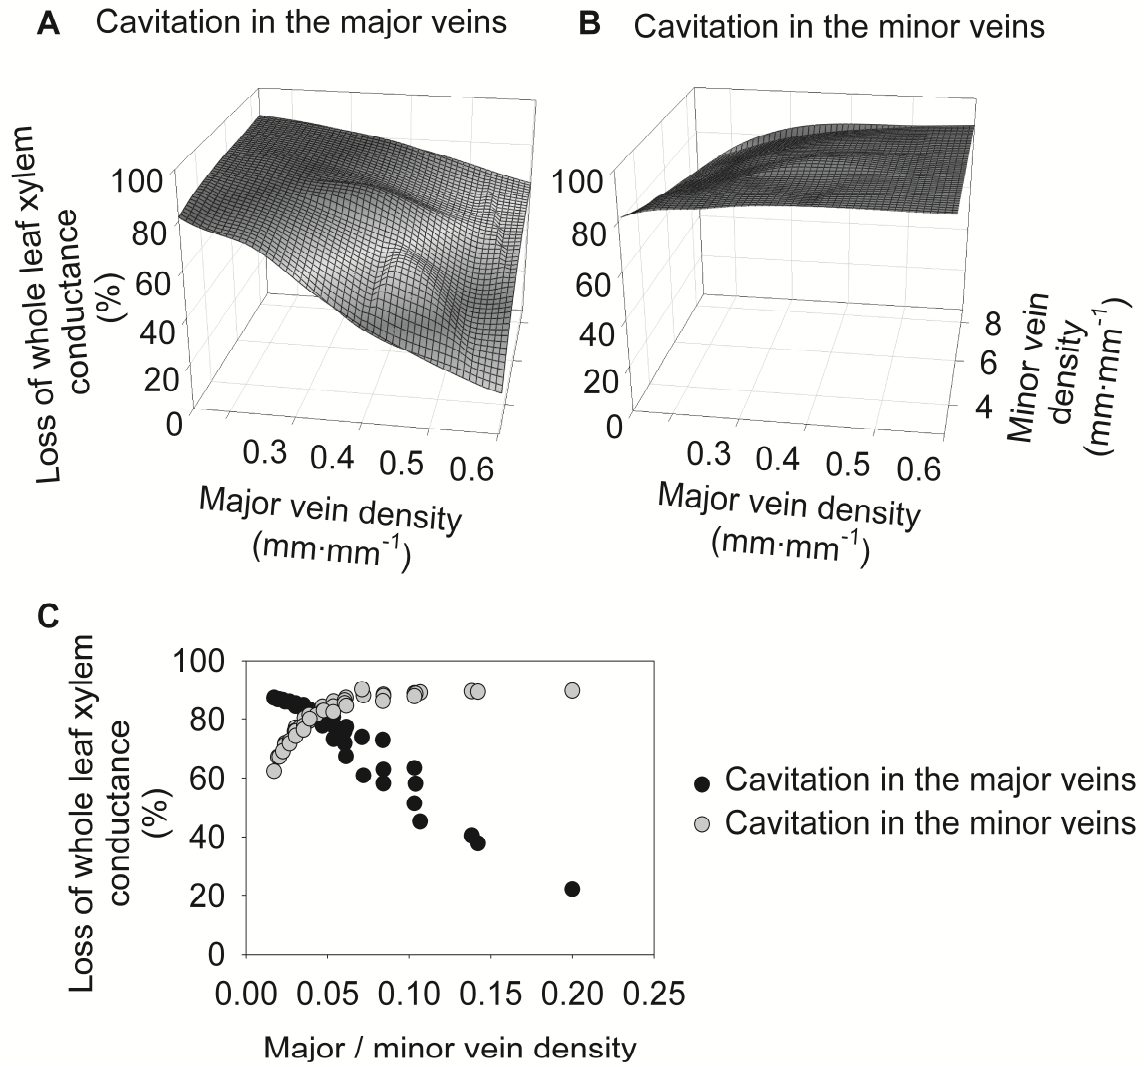 A Cavitation in the major veins
B Cavitation in the minor veins
Loss of whole leaf xylem
conductance
(%)
100
80
60
40
20
0
0.3 0.4 0.5 0.6
Major vein density
(mm·mm-1)
100
80
60
40
20
0
0.3 0.4 0.5 0.6
Major vein density
(mm·mm-1)
8
6
4
Minor vein
density
(mm·mm-1)
C
Loss of whole leaf xylem
conductance
(%)
100
80
60
40
20
0
0.00 0.05 0.10 0.15 0.20 0.25
Major / minor vein density
Cavitation in the major veins
Cavitation in the minor veins